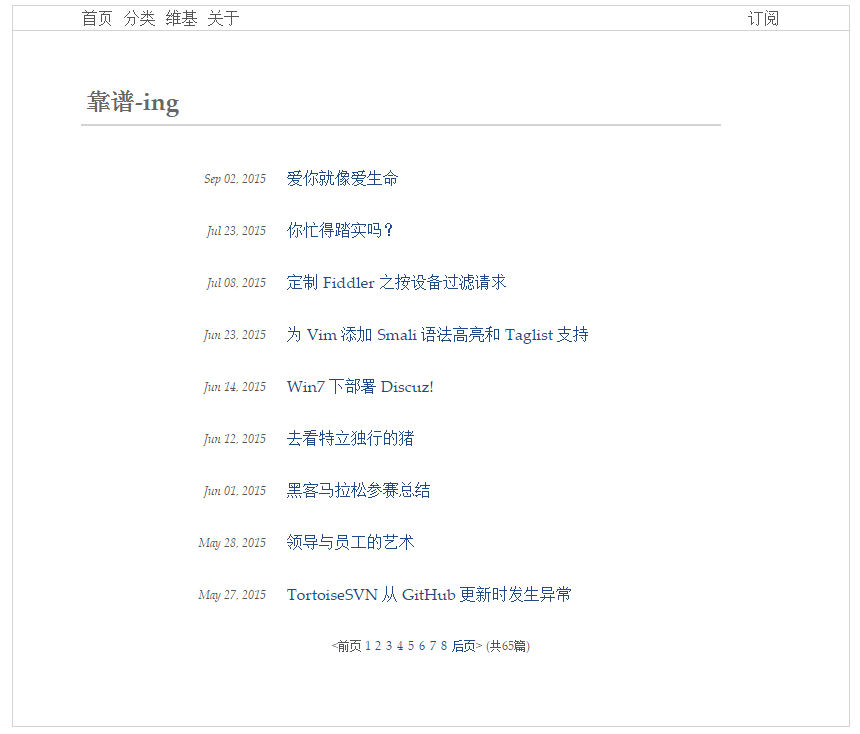 首页 分类 维基 关于 订阅
靠谱-ing
Sep 02, 2015 爱你就像爱生命
Jul 23, 2015 你忙得踏实吗？
Jul 08, 2015 定制 Fiddler 之按设备过滤请求
Jun 23, 2015 为 Vim 添加 Smali 语法高亮和 Taglist 支持
Jun 14, 2015 Win7 下部署 Discuz!
Jun 12, 2015 去看特立独行的猪
Jun 01, 2015 黑客马拉松参赛总结
May 28, 2015 领导与员工的艺术
May 27, 2015 TortoiseSVN 从 GitHub 更新时发生异常
<前页 1 2 3 4 5 6 7 8 后页> (共65篇)